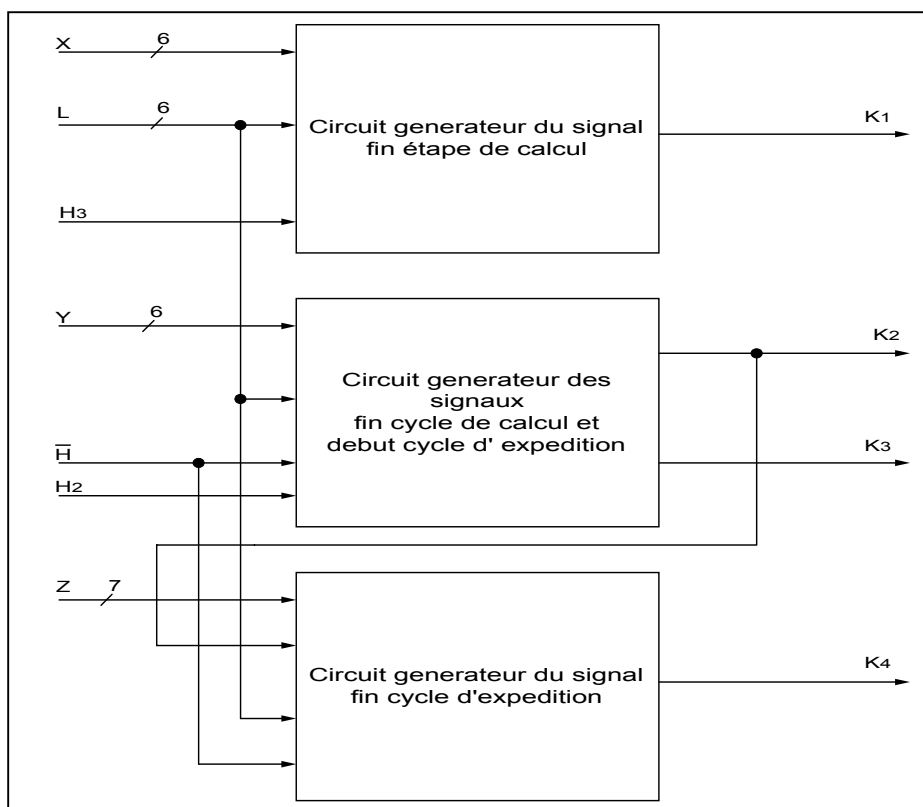 X
6
L
6
H3
Circuit generateur du signal
fin étape de calcul
K1
Y
6
H̅
H2
Circuit generateur des
signaux
fin cycle de calcul et
debut cycle d' expedition
K2
K3
Z
7
Circuit generateur du signal
fin cycle d'expedition
K4